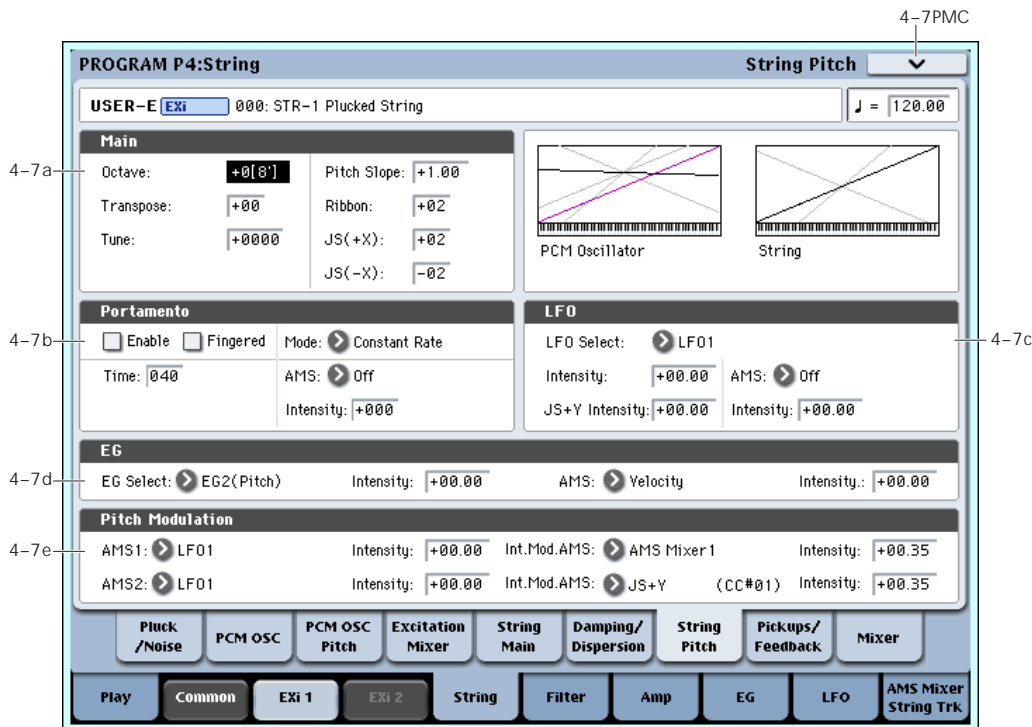 4–7PMC
PROGRAM P4:String
String Pitch
USER–E EXi 000: STR–1 Plucked String
♩ = 120.00
Main
4–7a
Octave: +0[8']
Pitch Slope: +1.00
Transpose: +00
Ribbon: +02
Tune: +0000
JS(+X): +02
JS(–X): –02
PCM Oscillator
String
Portamento
4–7b
Enable
Fingered
Mode: Constant Rate
Time: 040
AMS: Off
Intensity: +000
LFO
4–7c
LFO Select: LFO1
Intensity: +00.00
AMS: Off
JS+Y Intensity: +00.00
Intensity: +00.00
EG
4–7d
EG Select: EG2(Pitch)
Intensity: +00.00
AMS: Velocity
Intensity.: +00.00
Pitch Modulation
4–7e
AMS1: LFO1
Intensity: +00.00
Int.Mod.AMS: AMS Mixer1
Intensity: +00.35
AMS2: LFO1
Intensity: +00.00
Int.Mod.AMS: JS+Y (CC#01)
Intensity: +00.35
Pluck
/Noise
PCM OSC
PCM OSC
Pitch
Excitation
Mixer
String
Main
Damping/
Dispersion
String
Pitch
Pickups/
Feedback
Mixer
Play
Common
EXi 1
EXi 2
String
Filter
Amp
EG
LFO
AMS Mixer
String Trk